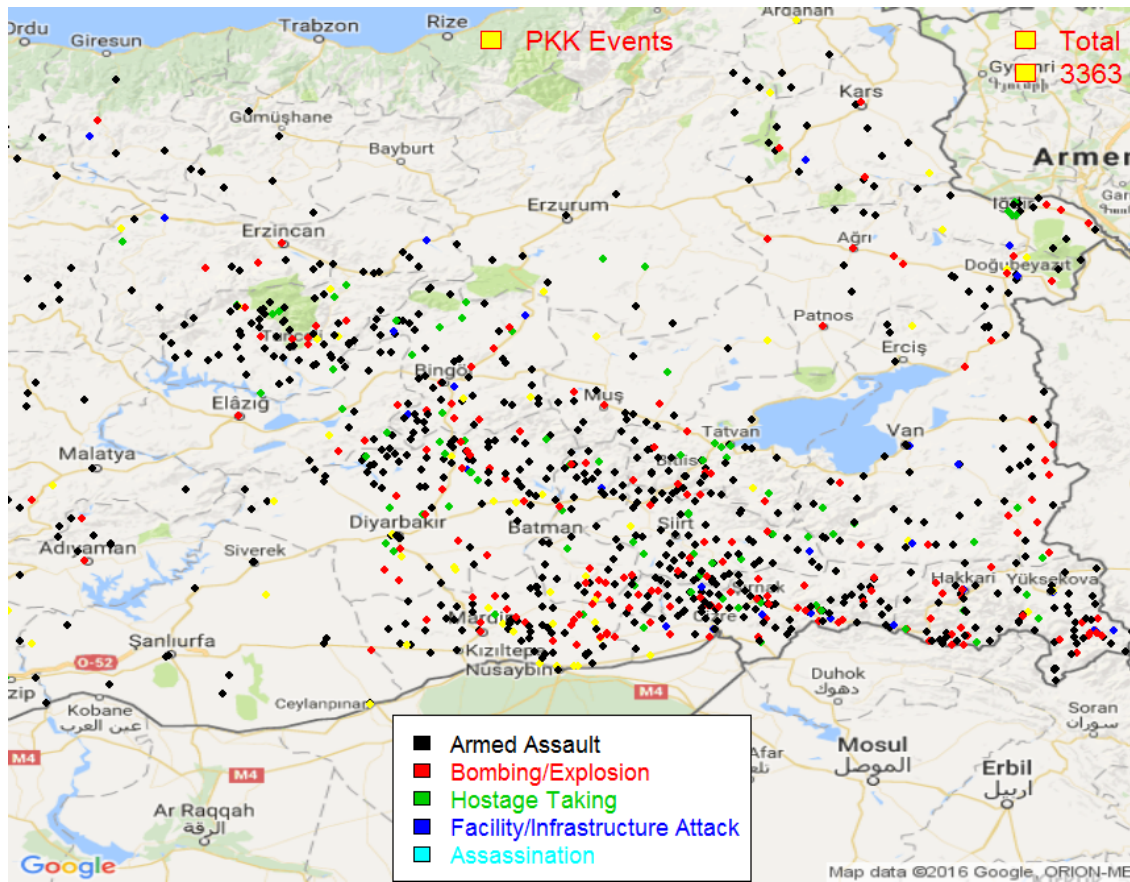 Ardahan
Ordu
Giresun
Trabzon
Rize
PKK Events
Total
3363
Kars
Gümüşhane
Bayburt
Erzurum
Erzincan
Iğdır
Ağrı
Doğubeyazıt
Patnos
Erciş
Tunceli
Bingöl
Elâzığ
Muş
Tatvan
Van
Bitlis
Malatya
Diyarbakır
Batman
Siirt
Adıyaman
Siverek
Şırnak
Hakkari
Yüksekova
Mardin
Cizre
Şanlıurfa
Kızıltepe
Nusaybin
O-52
Ceylanpınar
Kobane
عين العرب
M4
Duhok
دهوك
Soran
سوران
M4
M4
Ar Raqqah
الرقة
Mosul
الموصل
Erbil
اربيل
Armed Assault
Bombing/Explosion
Hostage Taking
Facility/Infrastructure Attack
Assassination
Google
Map data ©2016 Google, ORION-ME